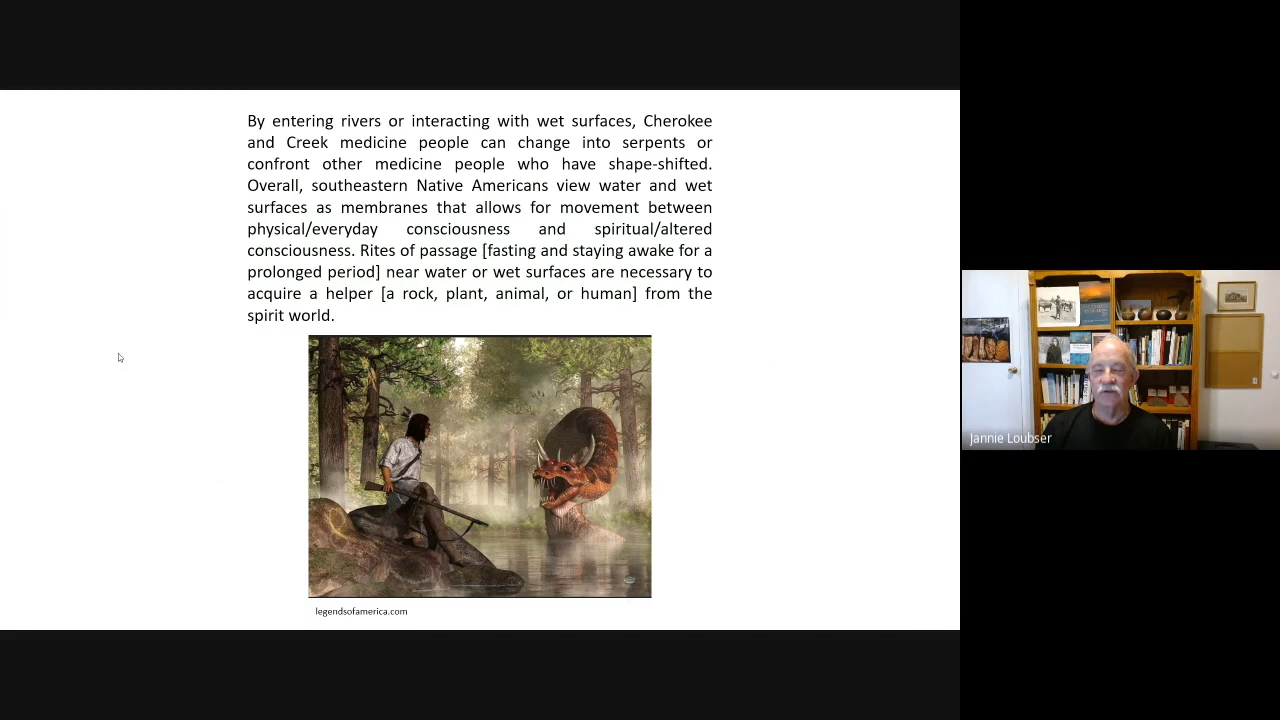 By entering rivers or interacting with wet surfaces, Cherokee
and Creek medicine people can change into serpents or
confront other medicine people who have shape-shifted.
Overall, southeastern Native Americans view water and wet
surfaces as membranes that allows for movement between
physical/everyday consciousness and spiritual/altered
consciousness. Rites of passage [fasting and staying awake for a
prolonged period] near water or wet surfaces are necessary to
acquire a helper [a rock, plant, animal, or human] from the
spirit world.
legendsofamerica.com
Jannie Loubser